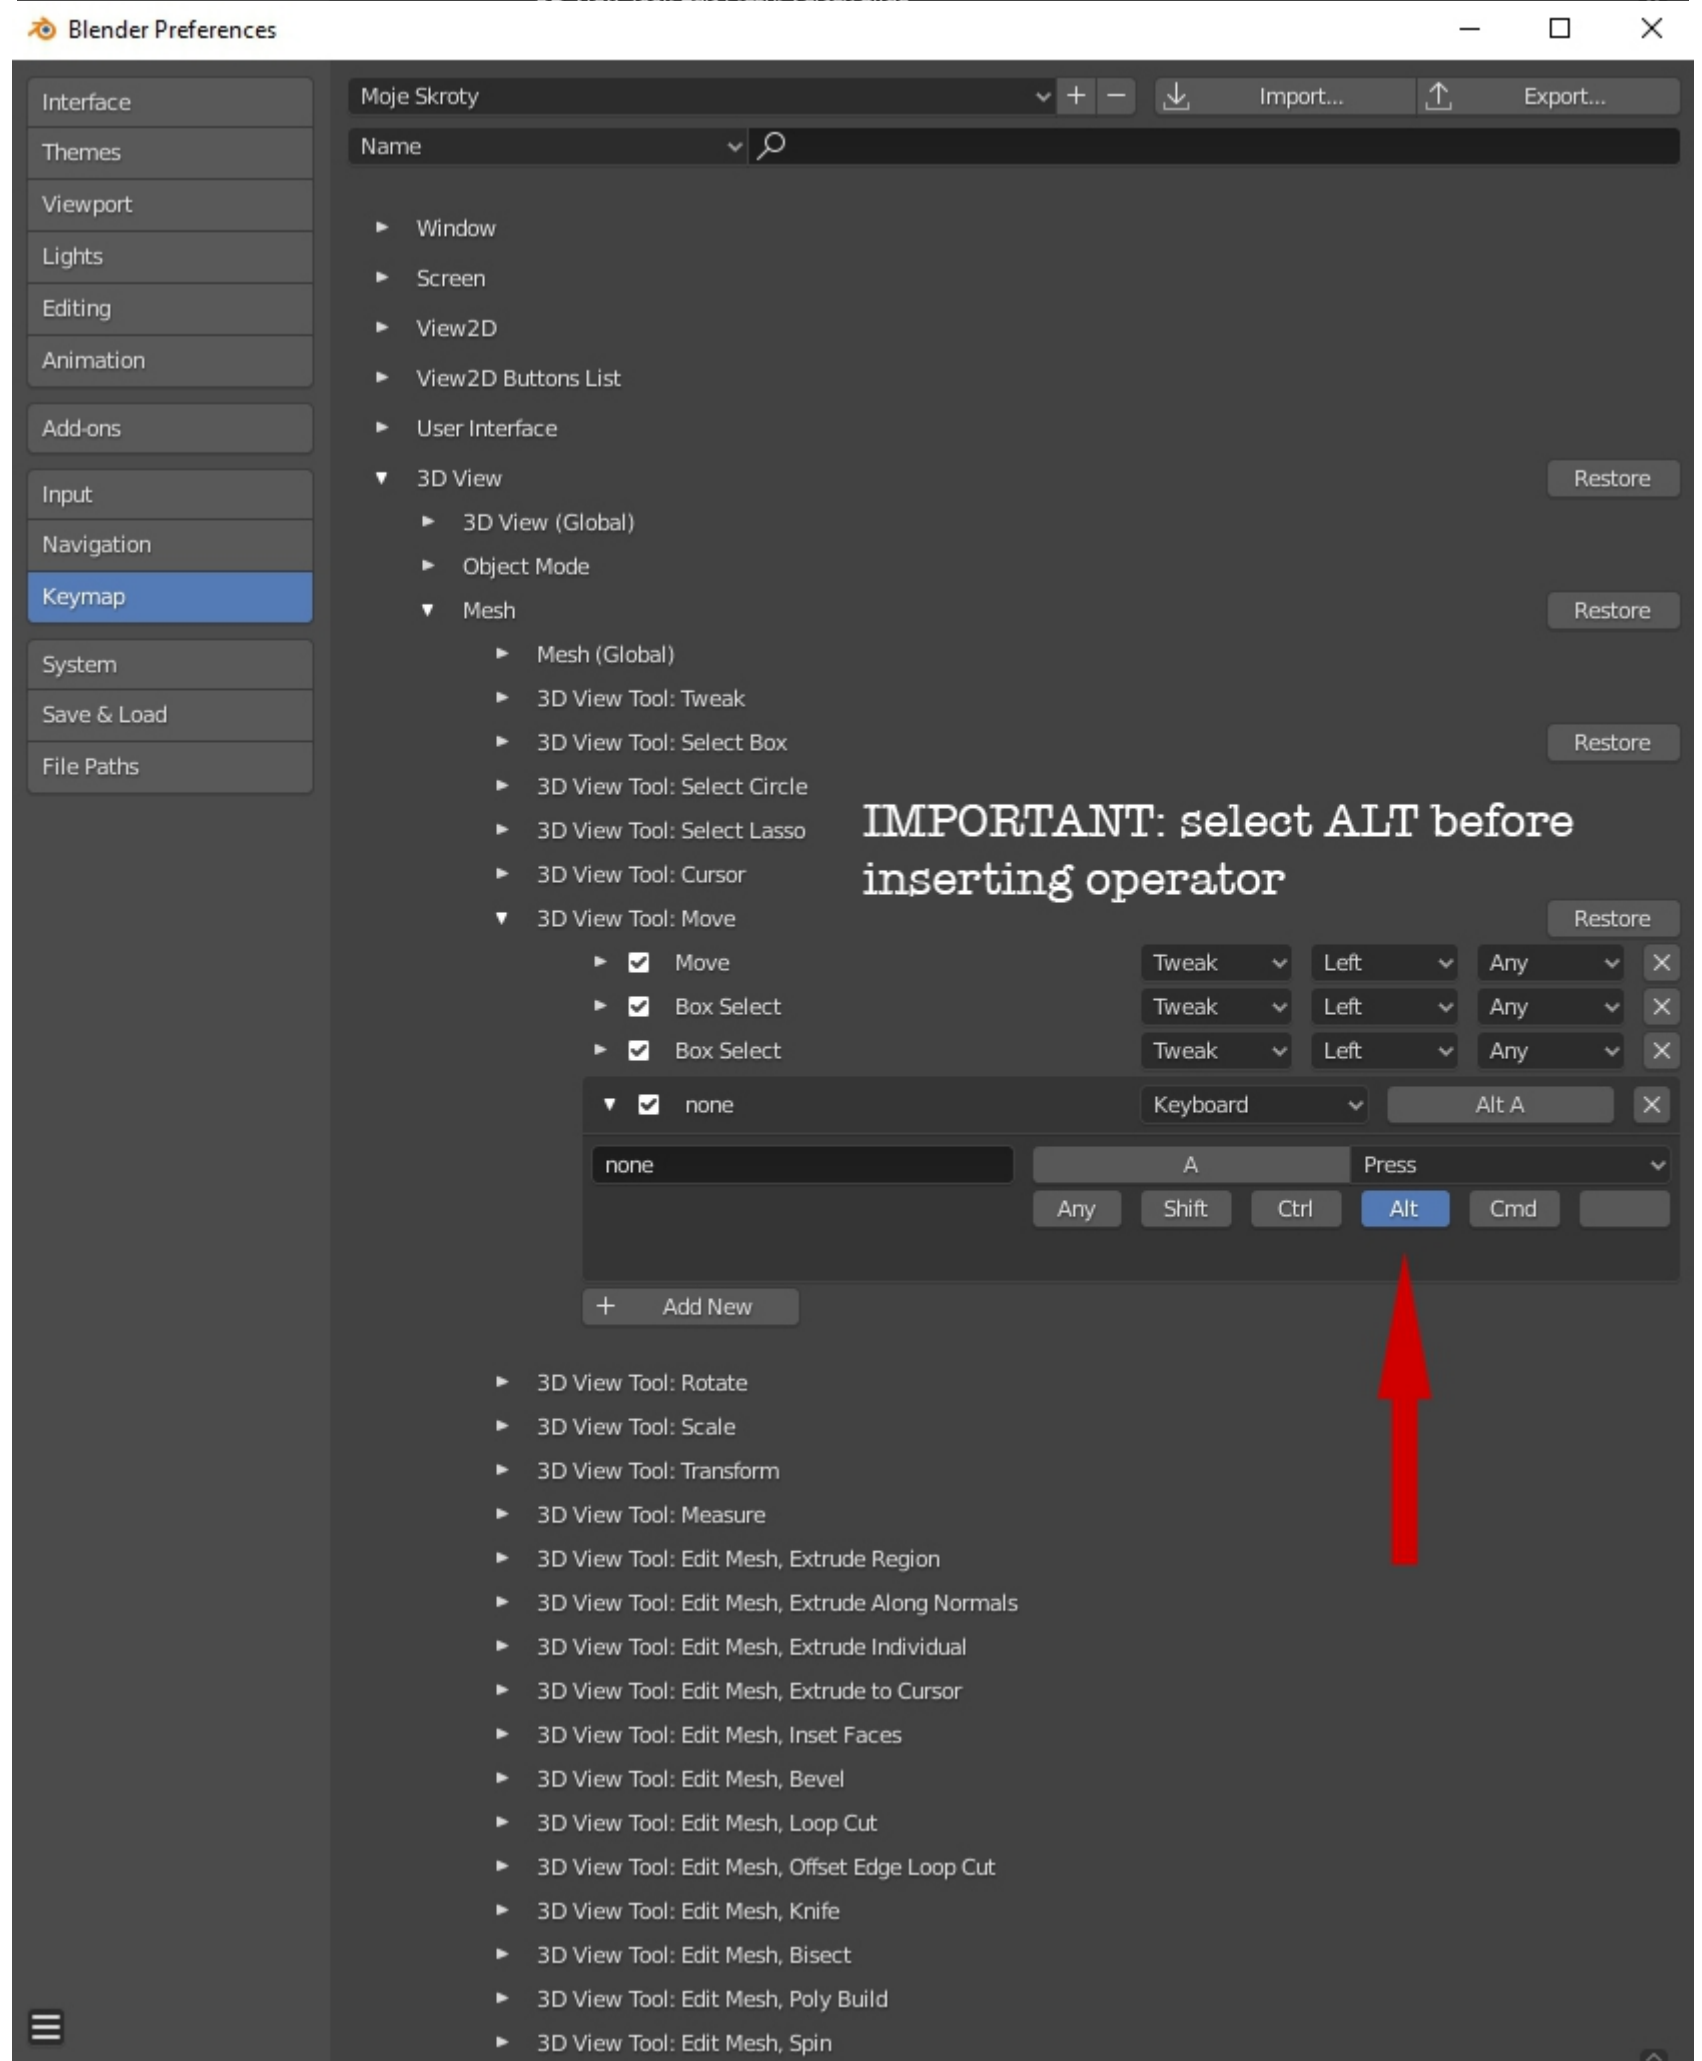 Blender Preferences
Interface
Themes
Viewport
Lights
Editing
Animation
Add-ons
Input
Navigation
Keymap
System
Save & Load
File Paths
Moje Skroty
+ − Import... Export...
Name
Window
Screen
View2D
View2D Buttons List
User Interface
3D View Restore
3D View (Global)
Object Mode
Mesh Restore
Mesh (Global)
3D View Tool: Tweak
3D View Tool: Select Box Restore
3D View Tool: Select Circle
3D View Tool: Select Lasso
3D View Tool: Cursor
IMPORTANT: select ALT before
inserting operator
3D View Tool: Move Restore
Move Tweak Left Any
Box Select Tweak Left Any
Box Select Tweak Left Any
none Keyboard Alt A
none A Press
Any Shift Ctrl Alt Cmd
+ Add New
3D View Tool: Rotate
3D View Tool: Scale
3D View Tool: Transform
3D View Tool: Measure
3D View Tool: Edit Mesh, Extrude Region
3D View Tool: Edit Mesh, Extrude Along Normals
3D View Tool: Edit Mesh, Extrude Individual
3D View Tool: Edit Mesh, Extrude to Cursor
3D View Tool: Edit Mesh, Inset Faces
3D View Tool: Edit Mesh, Bevel
3D View Tool: Edit Mesh, Loop Cut
3D View Tool: Edit Mesh, Offset Edge Loop Cut
3D View Tool: Edit Mesh, Knife
3D View Tool: Edit Mesh, Bisect
3D View Tool: Edit Mesh, Poly Build
3D View Tool: Edit Mesh, Spin